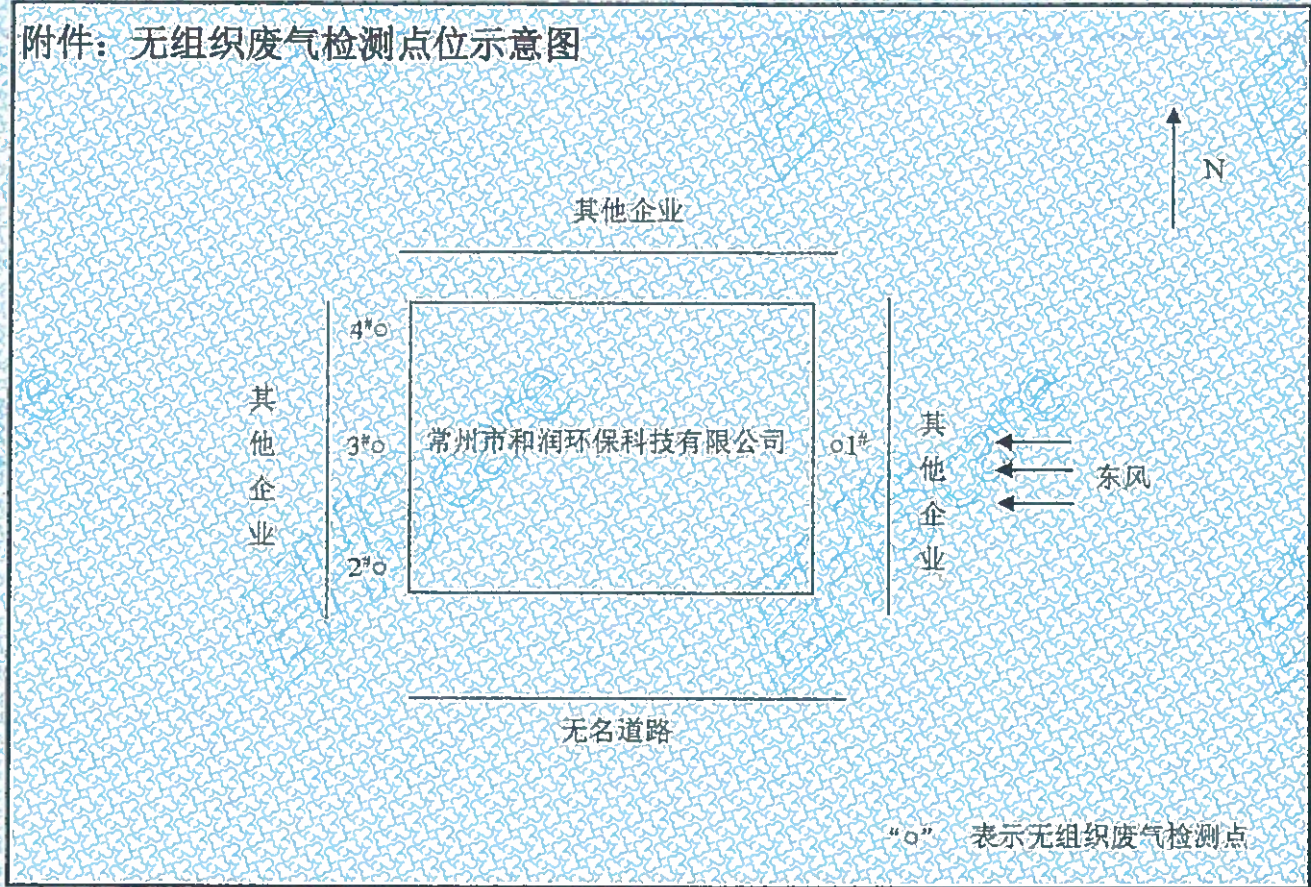 附件：无组织废气检测点位示意图
N
其他企业
4#○
其他企业
3#○
常州市和润环保科技有限公司
○1#
其他企业
东风
2#○
无名道路
“○” 表示无组织废气检测点